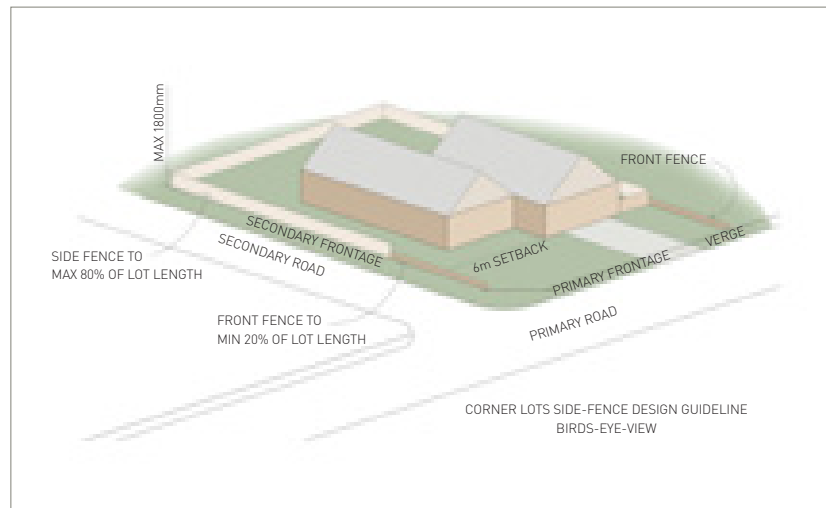 MAX 1800mm
FRONT FENCE
SECONDARY FRONTAGE
SECONDARY ROAD
SIDE FENCE TO
MAX 80% OF LOT LENGTH
6m SETBACK
VERGE
PRIMARY FRONTAGE
FRONT FENCE TO
MIN 20% OF LOT LENGTH
PRIMARY ROAD
CORNER LOTS SIDE-FENCE DESIGN GUIDELINE
BIRDS-EYE-VIEW